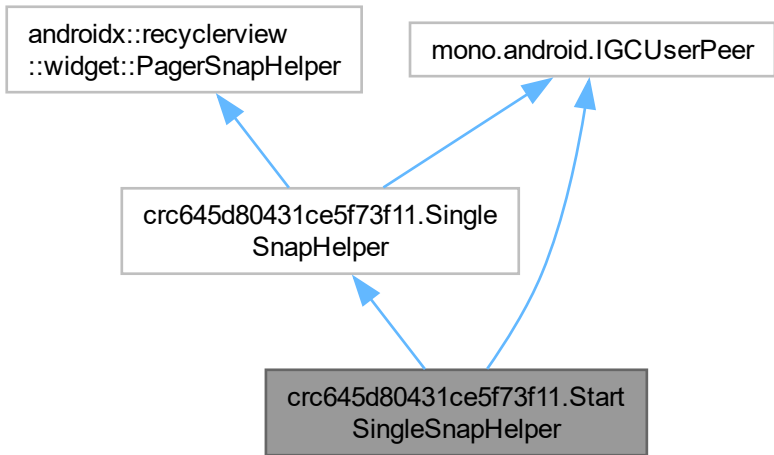 androidx::recyclerview
::widget::PagerSnapHelper
mono.android.IGCUserPeer
crc645d80431ce5f73f11.Single
SnapHelper
crc645d80431ce5f73f11.Start
SingleSnapHelper